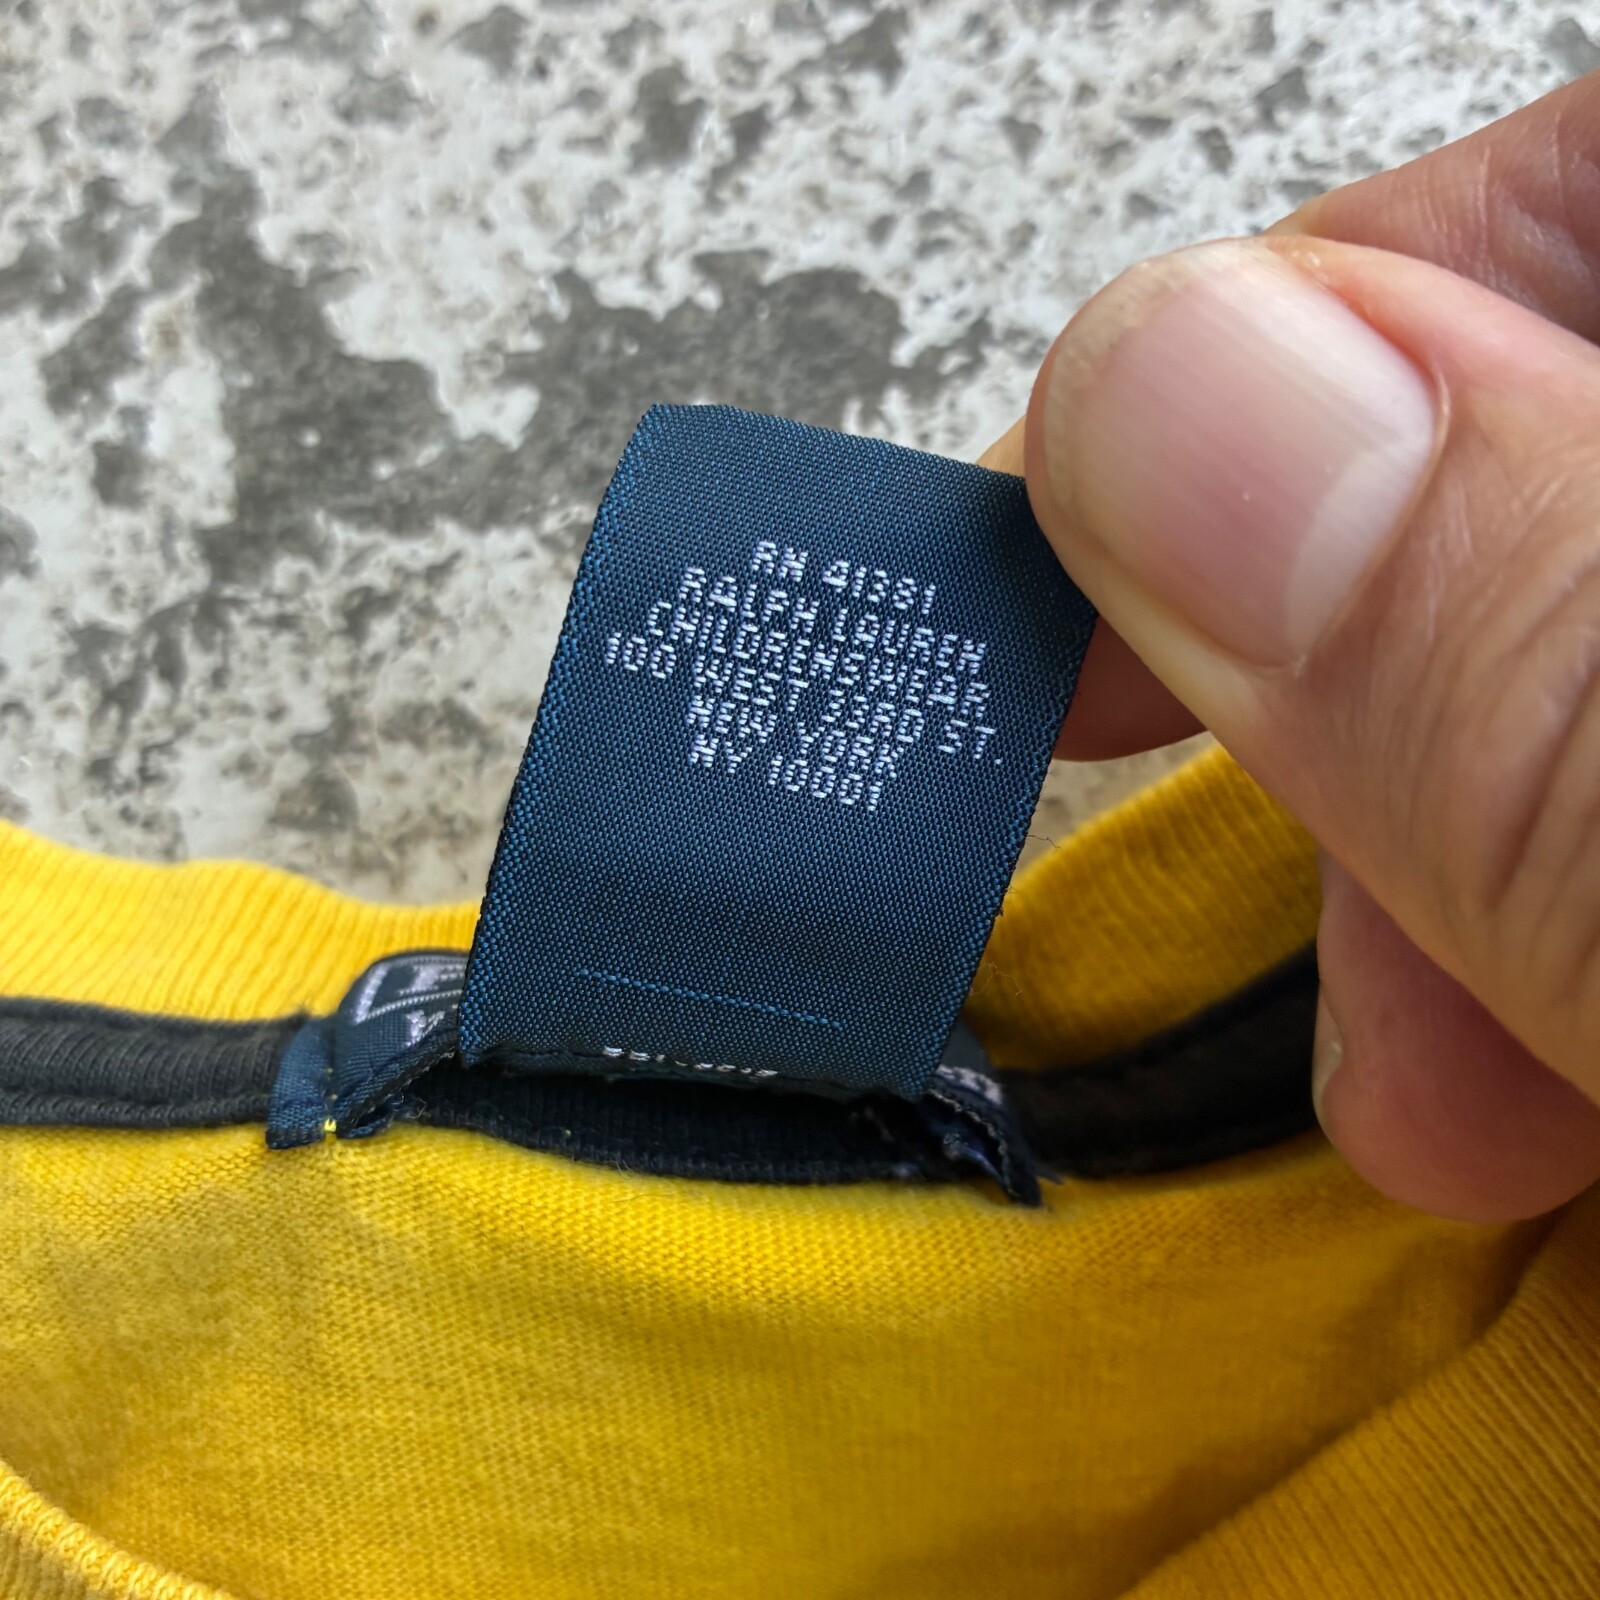 RN 41381
RALPH LAUREN
CHILDRENSWEAR
100 WEST 33RD ST.
NEW YORK
NY 10001